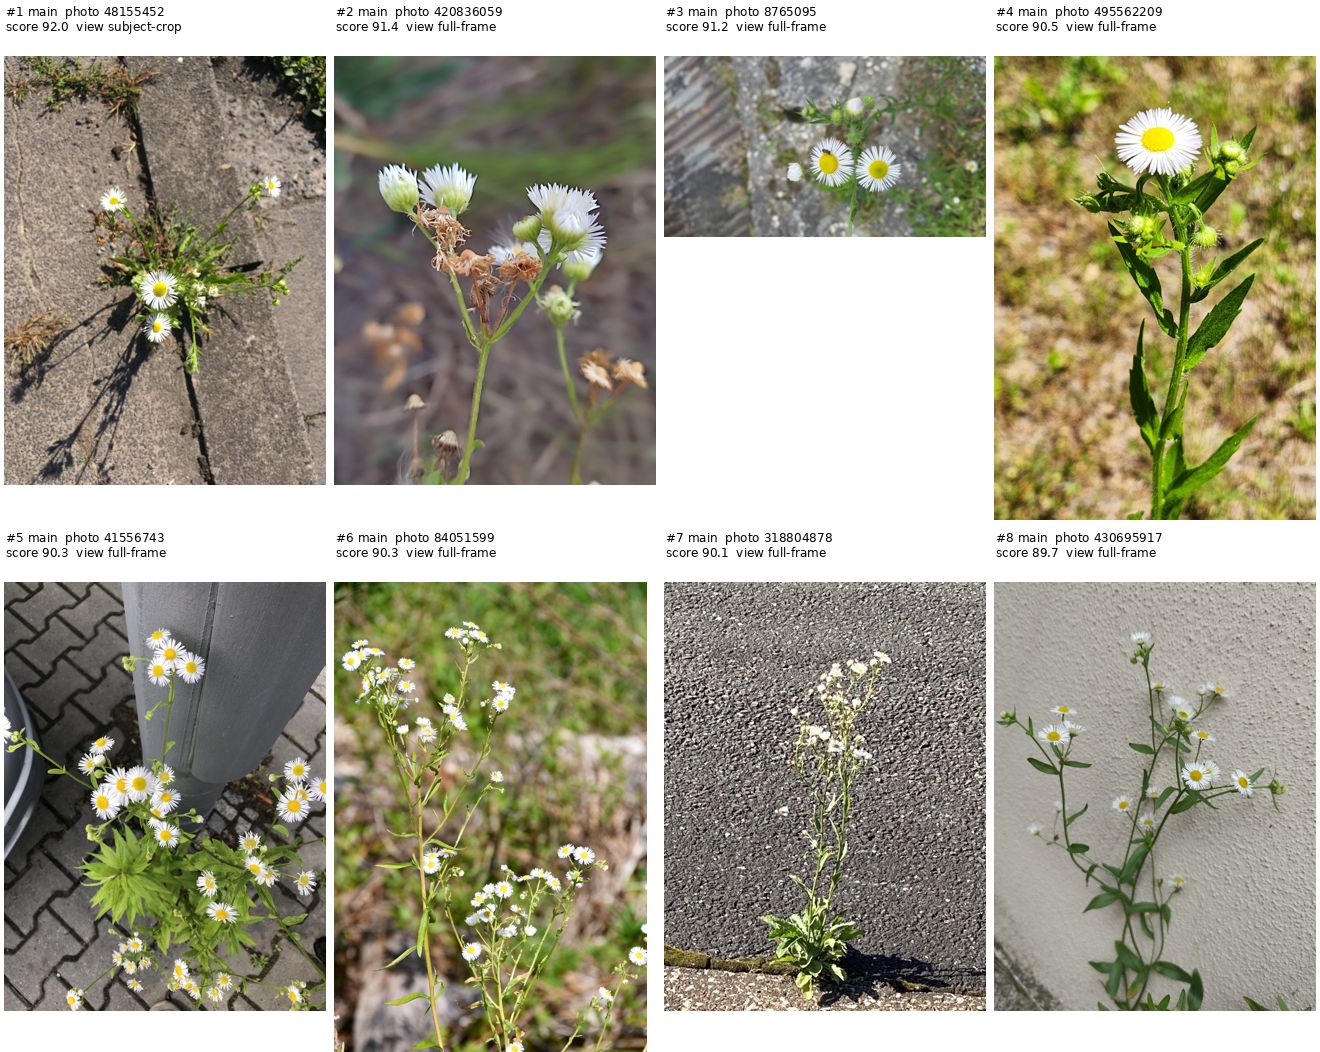 #1 main photo 48155452
score 92.0 view subject-crop
#2 main photo 420836059
score 91.4 view full-frame
#3 main photo 8765095
score 91.2 view full-frame
#4 main photo 495562209
score 90.5 view full-frame
#5 main photo 41556743
score 90.3 view full-frame
#6 main photo 84051599
score 90.3 view full-frame
#7 main photo 318804878
score 90.1 view full-frame
#8 main photo 430695917
score 89.7 view full-frame